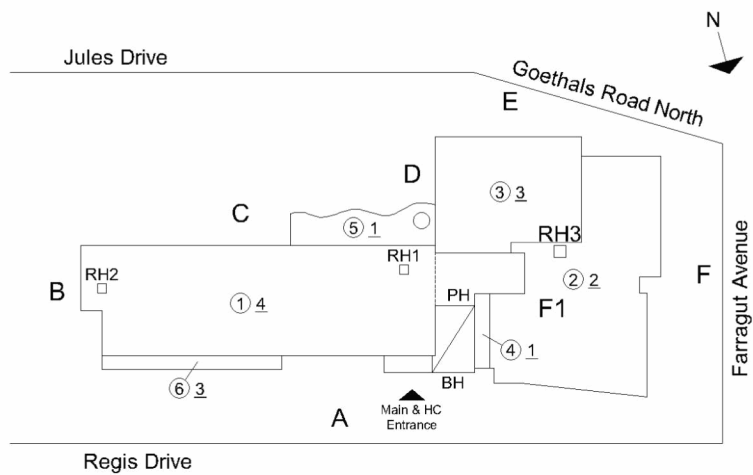 N
Jules Drive
Goethals Road North
E
D
③ 3
C
⑤ 1
RH3
RH1
RH2
② 2
F
Farragut Avenue
B
① 4
PH
F1
④ 1
⑥ 3
BH
Main & HC
Entrance
A
Regis Drive